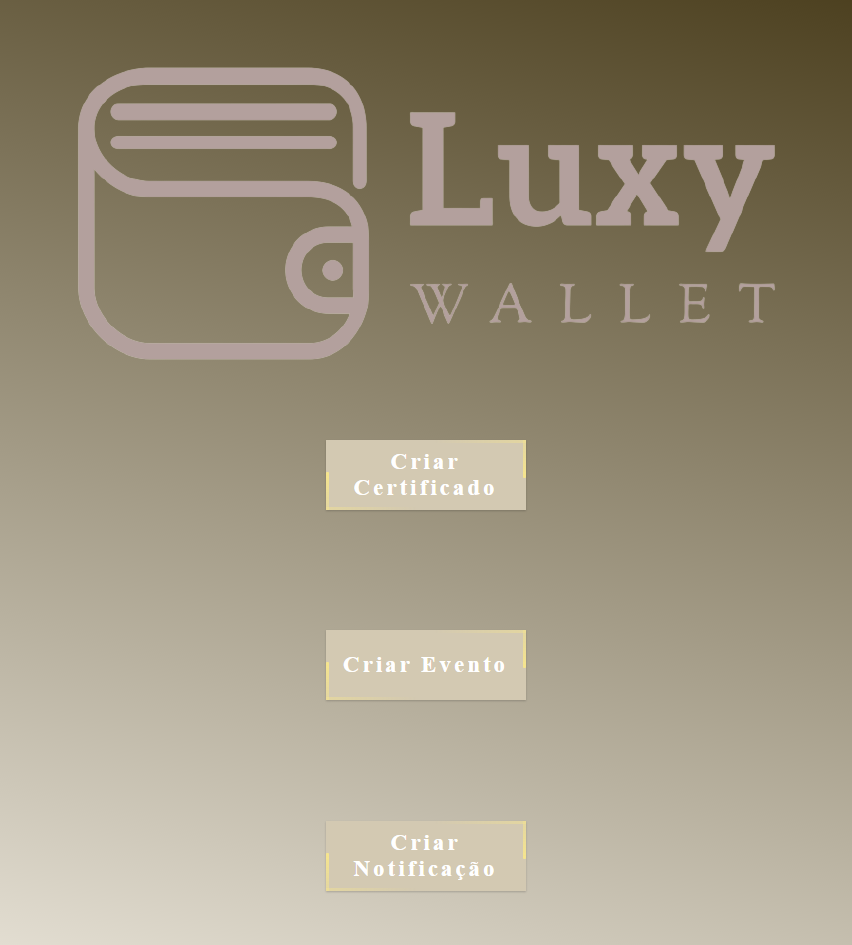 Luxy
WALLET
Criar
Certificado
Criar Evento
Criar
Notificação